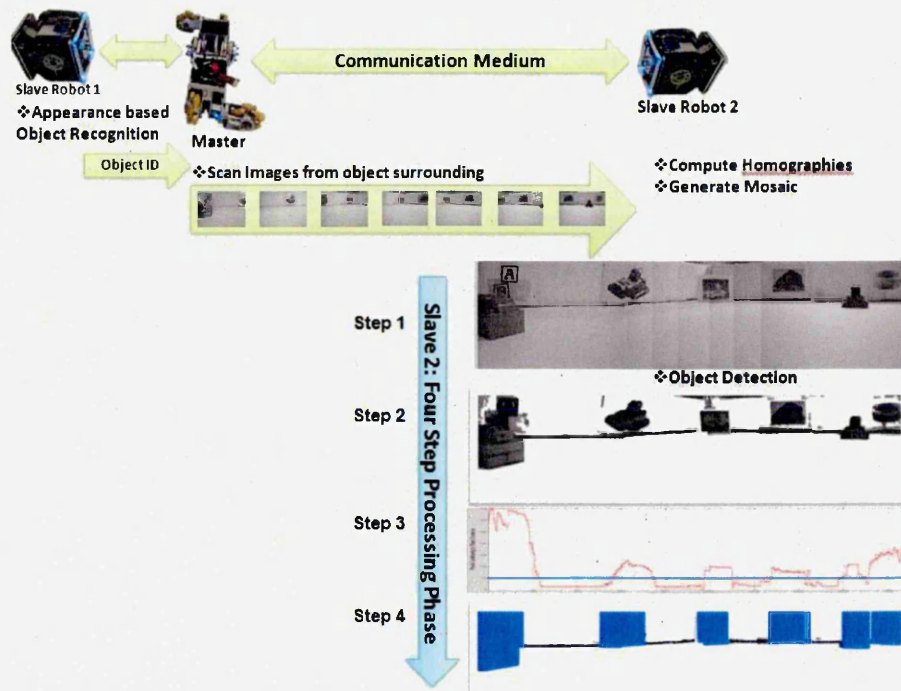 Communication Medium
Slave Robot 1
Slave Robot 2
❖Appearance based
Object Recognition
Master
Object ID
❖Scan Images from object surrounding
❖Compute Homographies
❖Generate Mosaic
A
Step 1
Slave 2: Four Step Processing Phase
❖Object Detection
Step 2
Step 3
Step 4